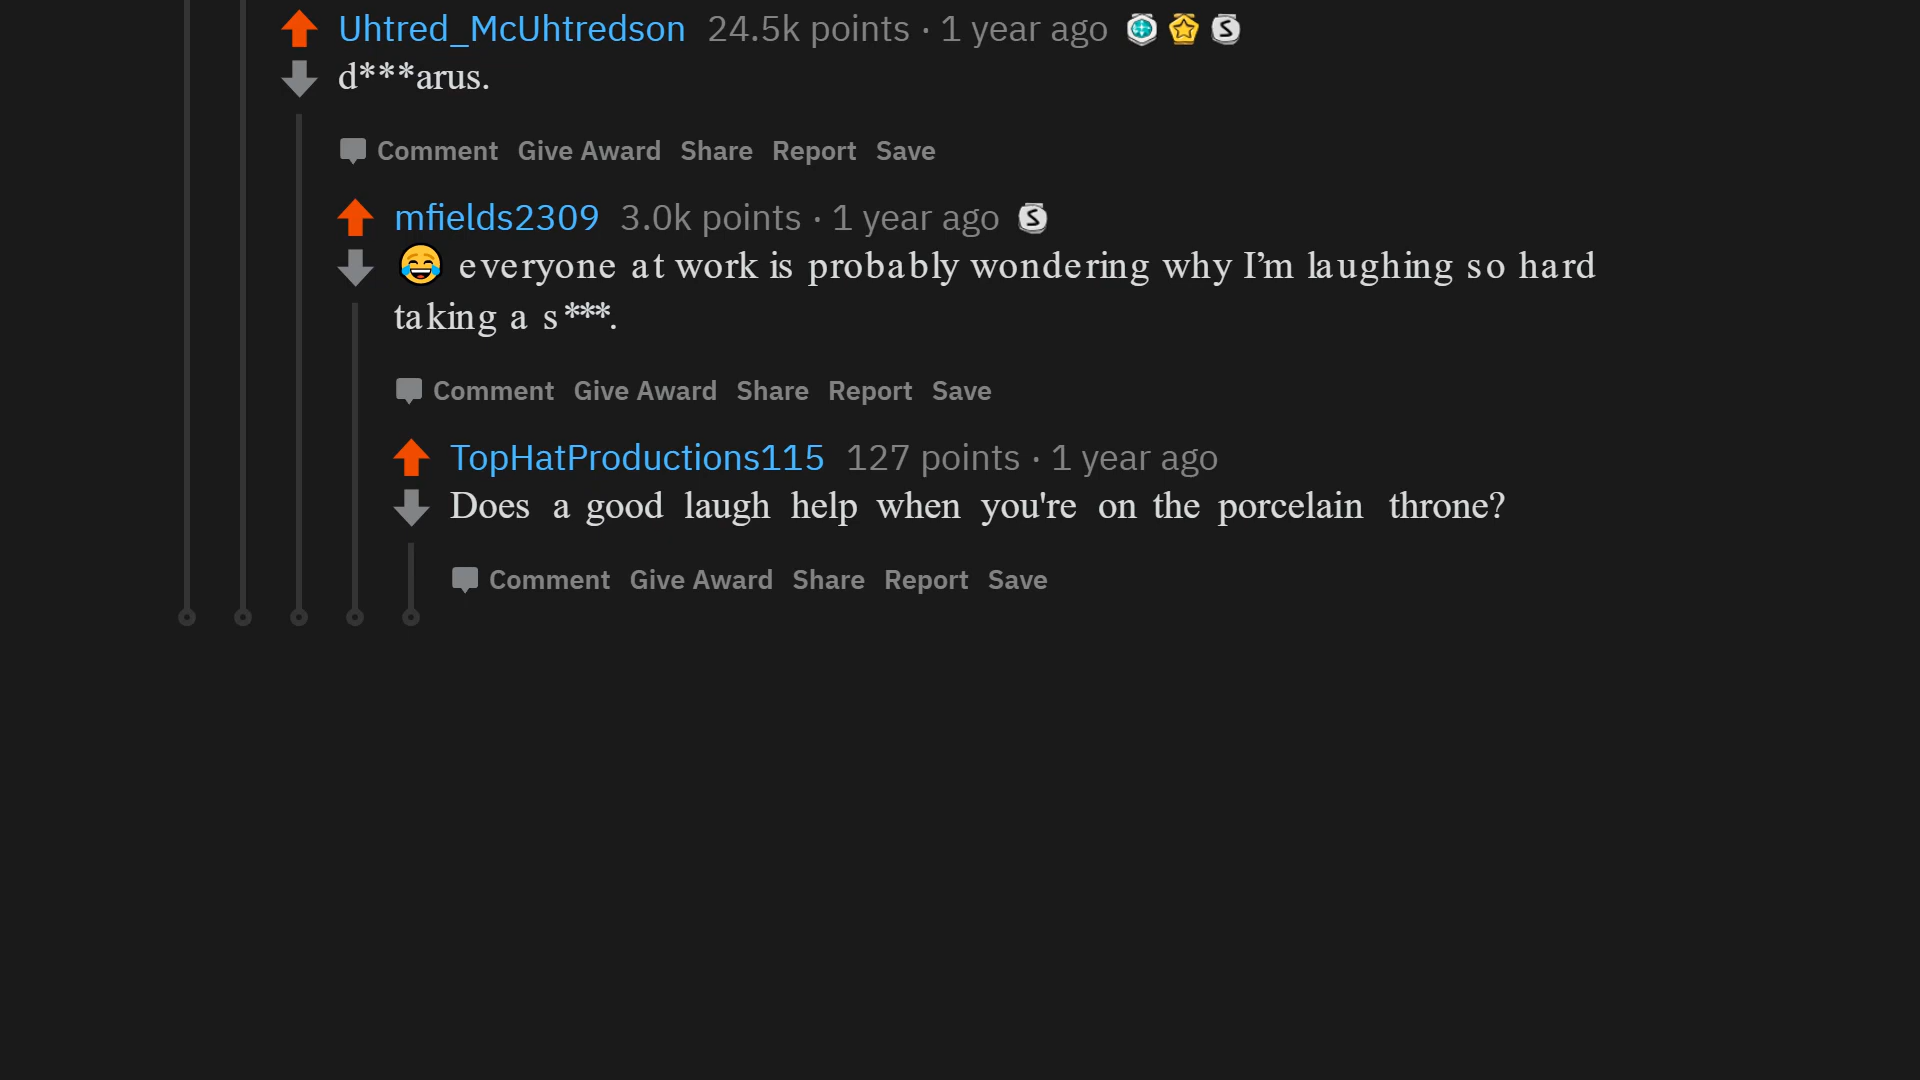 Uhtred_McUhtredson 24.5k points · 1 year ago
d***arus.
Comment Give Award Share Report Save
mfields2309 3.0k points · 1 year ago
😂 everyone at work is probably wondering why I’m laughing so hard
taking a s***.
Comment Give Award Share Report Save
TopHatProductions115 127 points · 1 year ago
Does a good laugh help when you're on the porcelain throne?
Comment Give Award Share Report Save